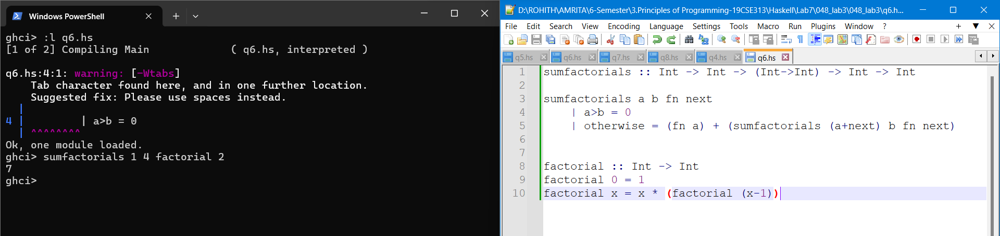 Windows PowerShell
ghci> :l q6.hs
[1 of 2] Compiling Main             ( q6.hs, interpreted )
q6.hs:4:1: warning: [-Wtabs]
    Tab character found here, and in one further location.
    Suggested fix: Please use spaces instead.
  |
4 |         | a>b = 0
  | ^^^^^^^^
Ok, one module loaded.
ghci> sumfactorials 1 4 factorial 2
7
ghci>
D:\ROHITH\AMRITA\6-Semester\3.Principles of Programming-19CSE313\Haskell\Lab7\048_lab3\048_lab3\q6.h...
File Edit Search View Encoding Language Settings Tools Macro Run Plugins Window ? + ▼ X
q5.hs q6.hs q7.hs q8.hs q4.hs q6.hs
1 sumfactorials :: Int -> Int -> (Int->Int) -> Int -> Int
2
3 sumfactorials a b fn next
4     | a>b = 0
5     | otherwise = (fn a) + (sumfactorials (a+next) b fn next)
6
7
8 factorial :: Int -> Int
9 factorial 0 = 1
10 factorial x = x * (factorial (x-1))